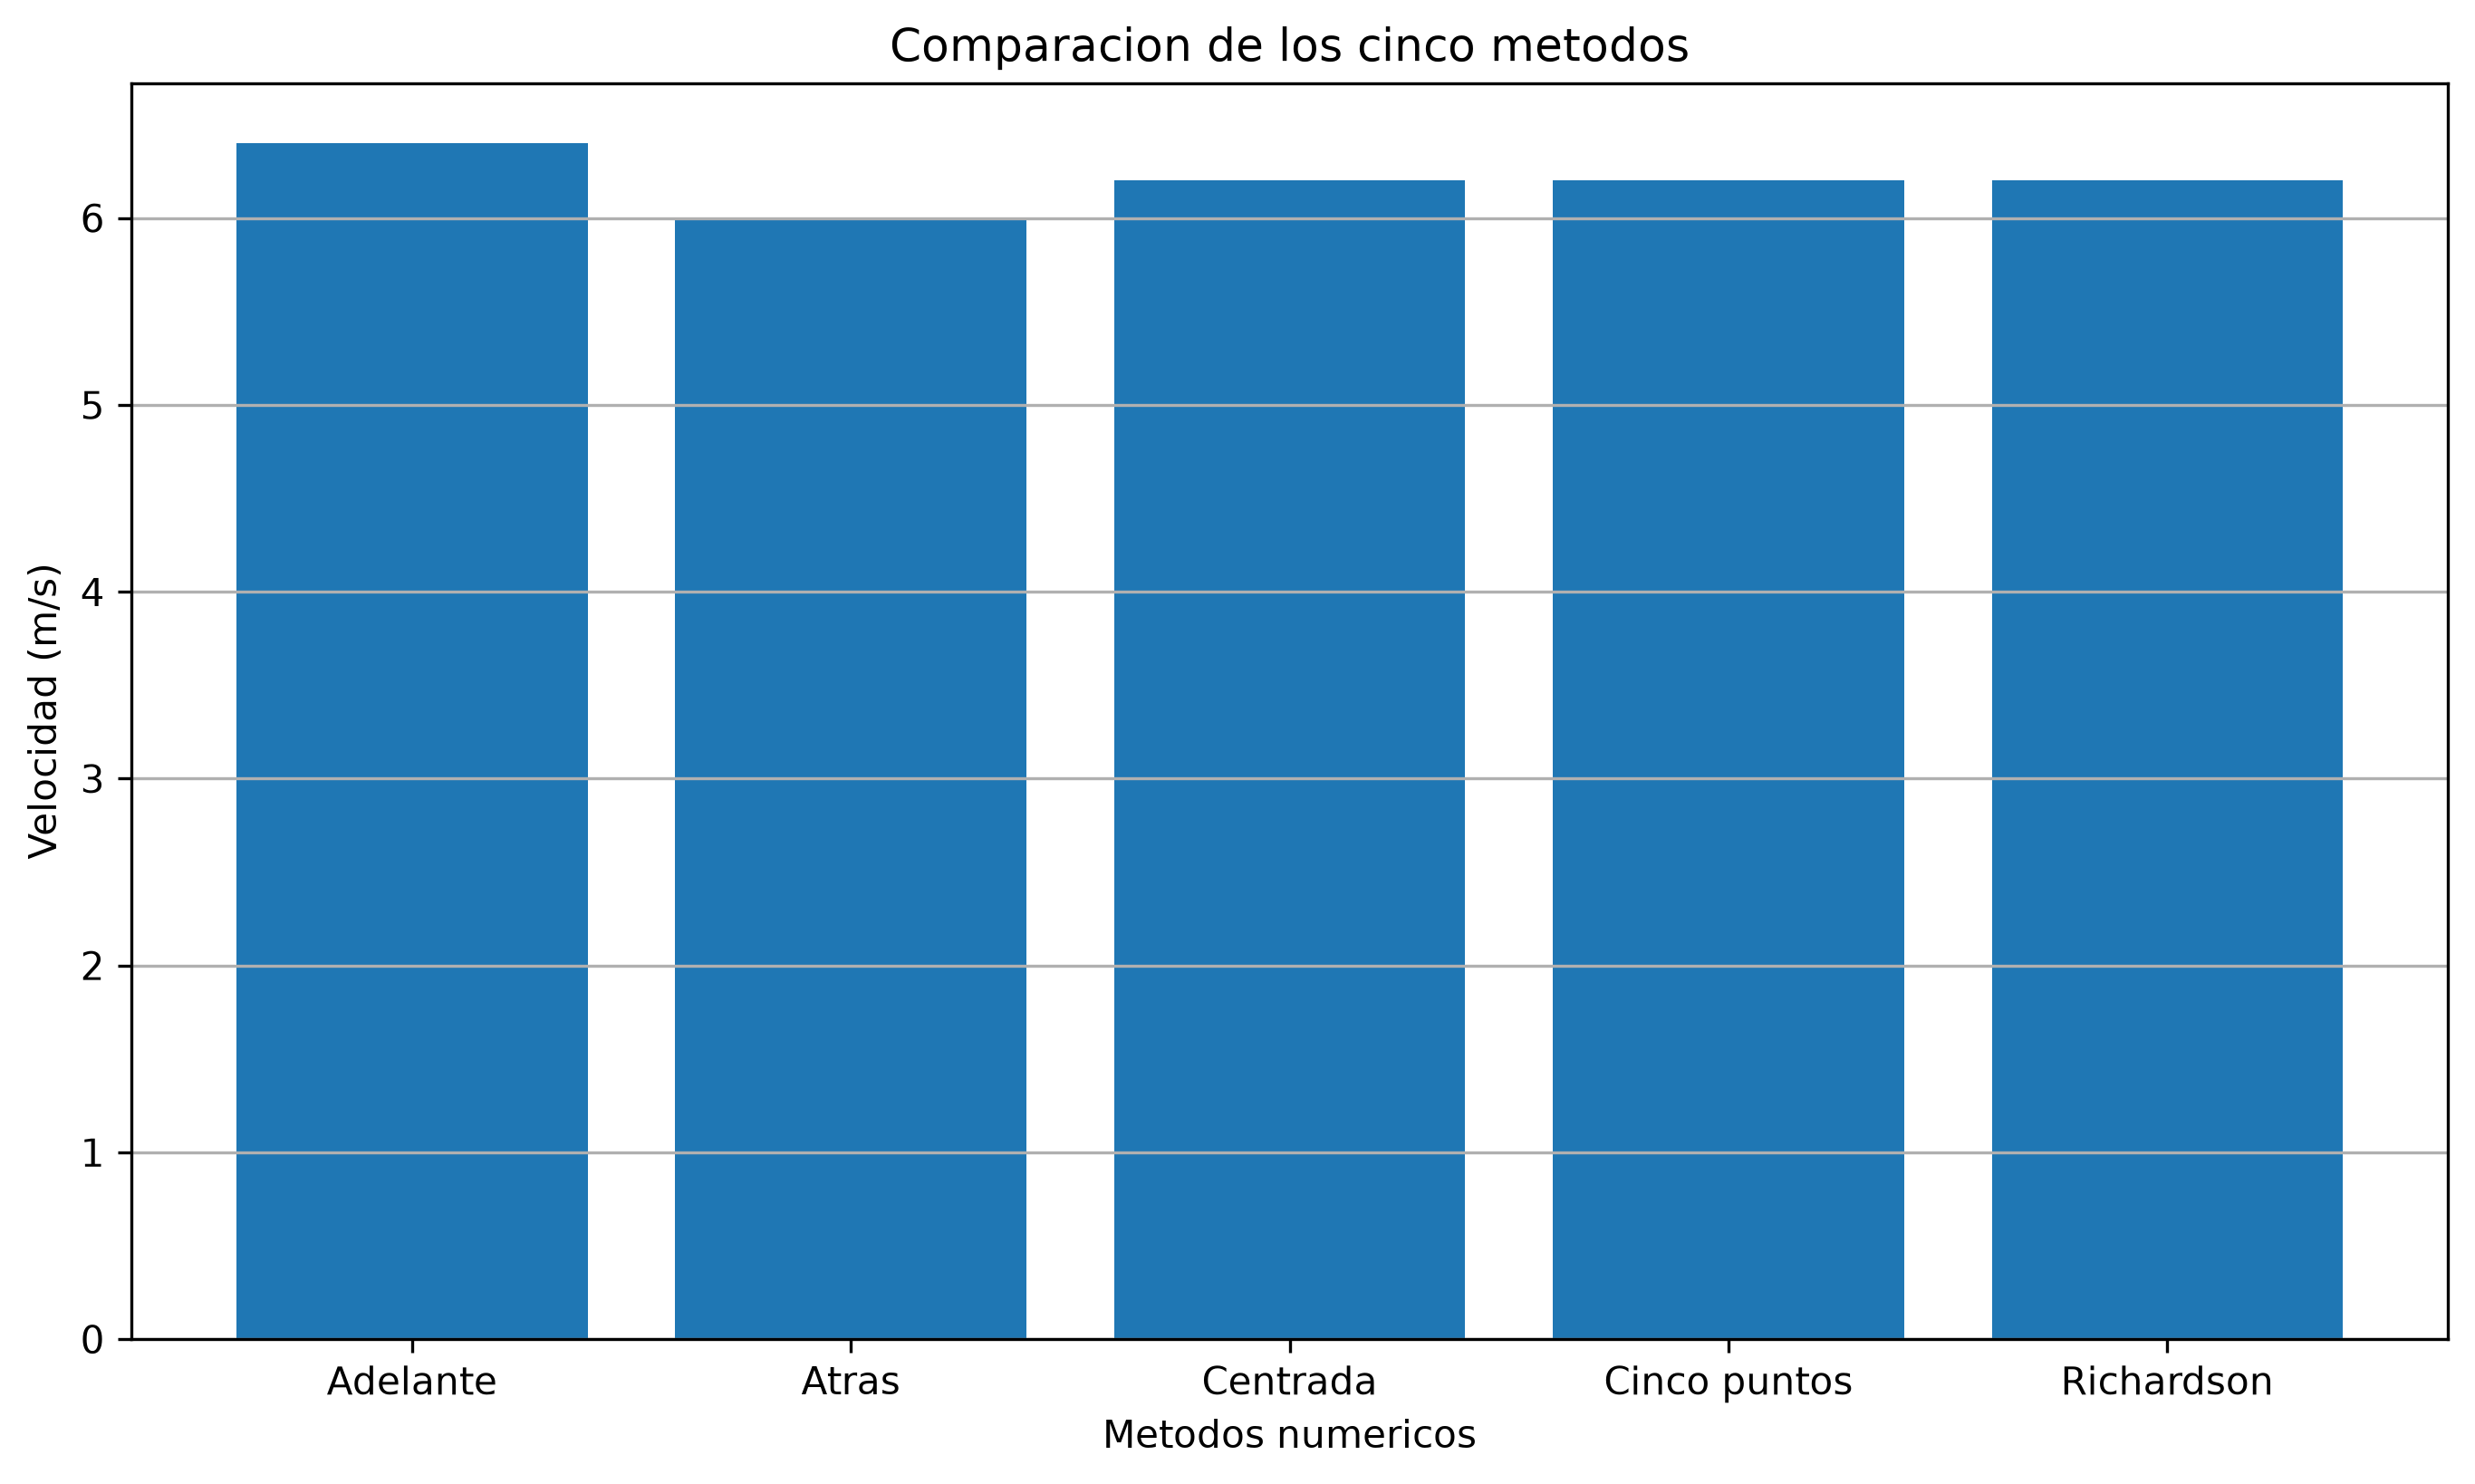 Comparacion de los cinco metodos
Velocidad (m/s)
6
5
4
3
2
1
0
Adelante
Atras
Centrada
Cinco puntos
Richardson
Metodos numericos